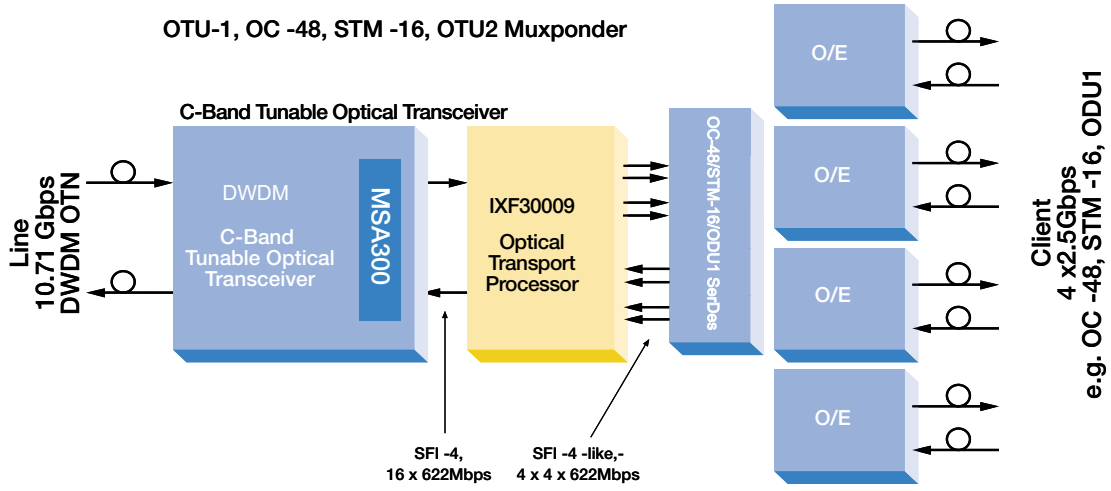 OTU-1, OC -48, STM -16, OTU2 Muxponder
C-Band Tunable Optical Transceiver
Line
10.71 Gbps
DWDM OTN
DWDM
C-Band
Tunable Optical
Transceiver
MSA300
IXF30009
Optical
Transport
Processor
OC-48/STM-16/ODU1 SerDes
O/E
O/E
O/E
O/E
Client
4 x2.5Gbps
e.g. OC -48, STM -16, ODU1
SFI -4,
16 x 622Mbps
SFI -4 -like,-
4 x 4 x 622Mbps